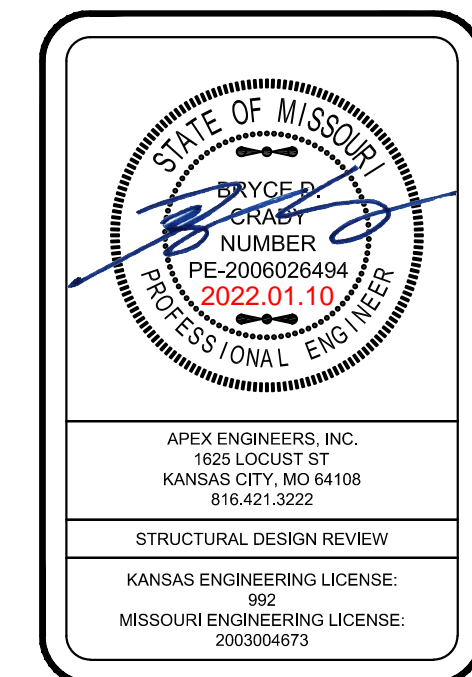 STATE OF MISSOURI
BRYCE D.
CRADY
NUMBER
PE-2006026494
2022.01.10
PROFESSIONAL ENGINEER
APEX ENGINEERS, INC.
1625 LOCUST ST
KANSAS CITY, MO 64108
816.421.3222
STRUCTURAL DESIGN REVIEW
KANSAS ENGINEERING LICENSE:
992
MISSOURI ENGINEERING LICENSE:
2003004673